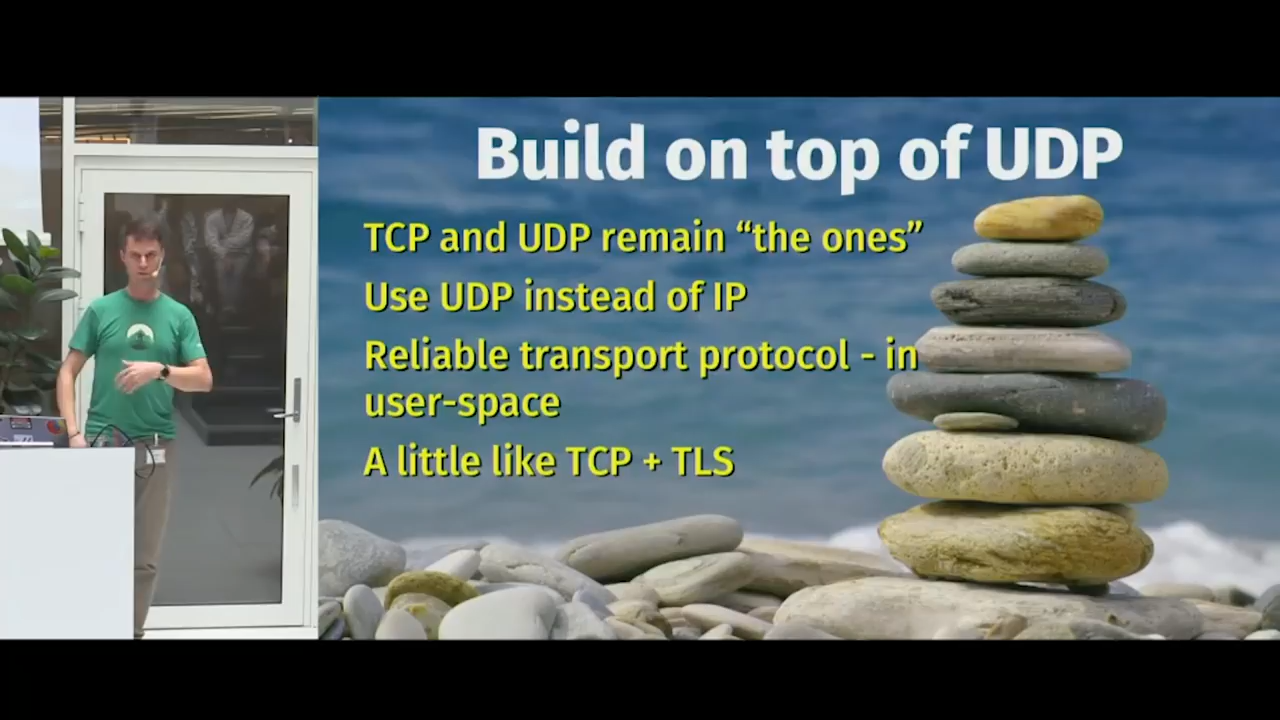 Build on top of UDP
TCP and UDP remain “the ones”
Use UDP instead of IP
Reliable transport protocol - in
user-space
A little like TCP + TLS